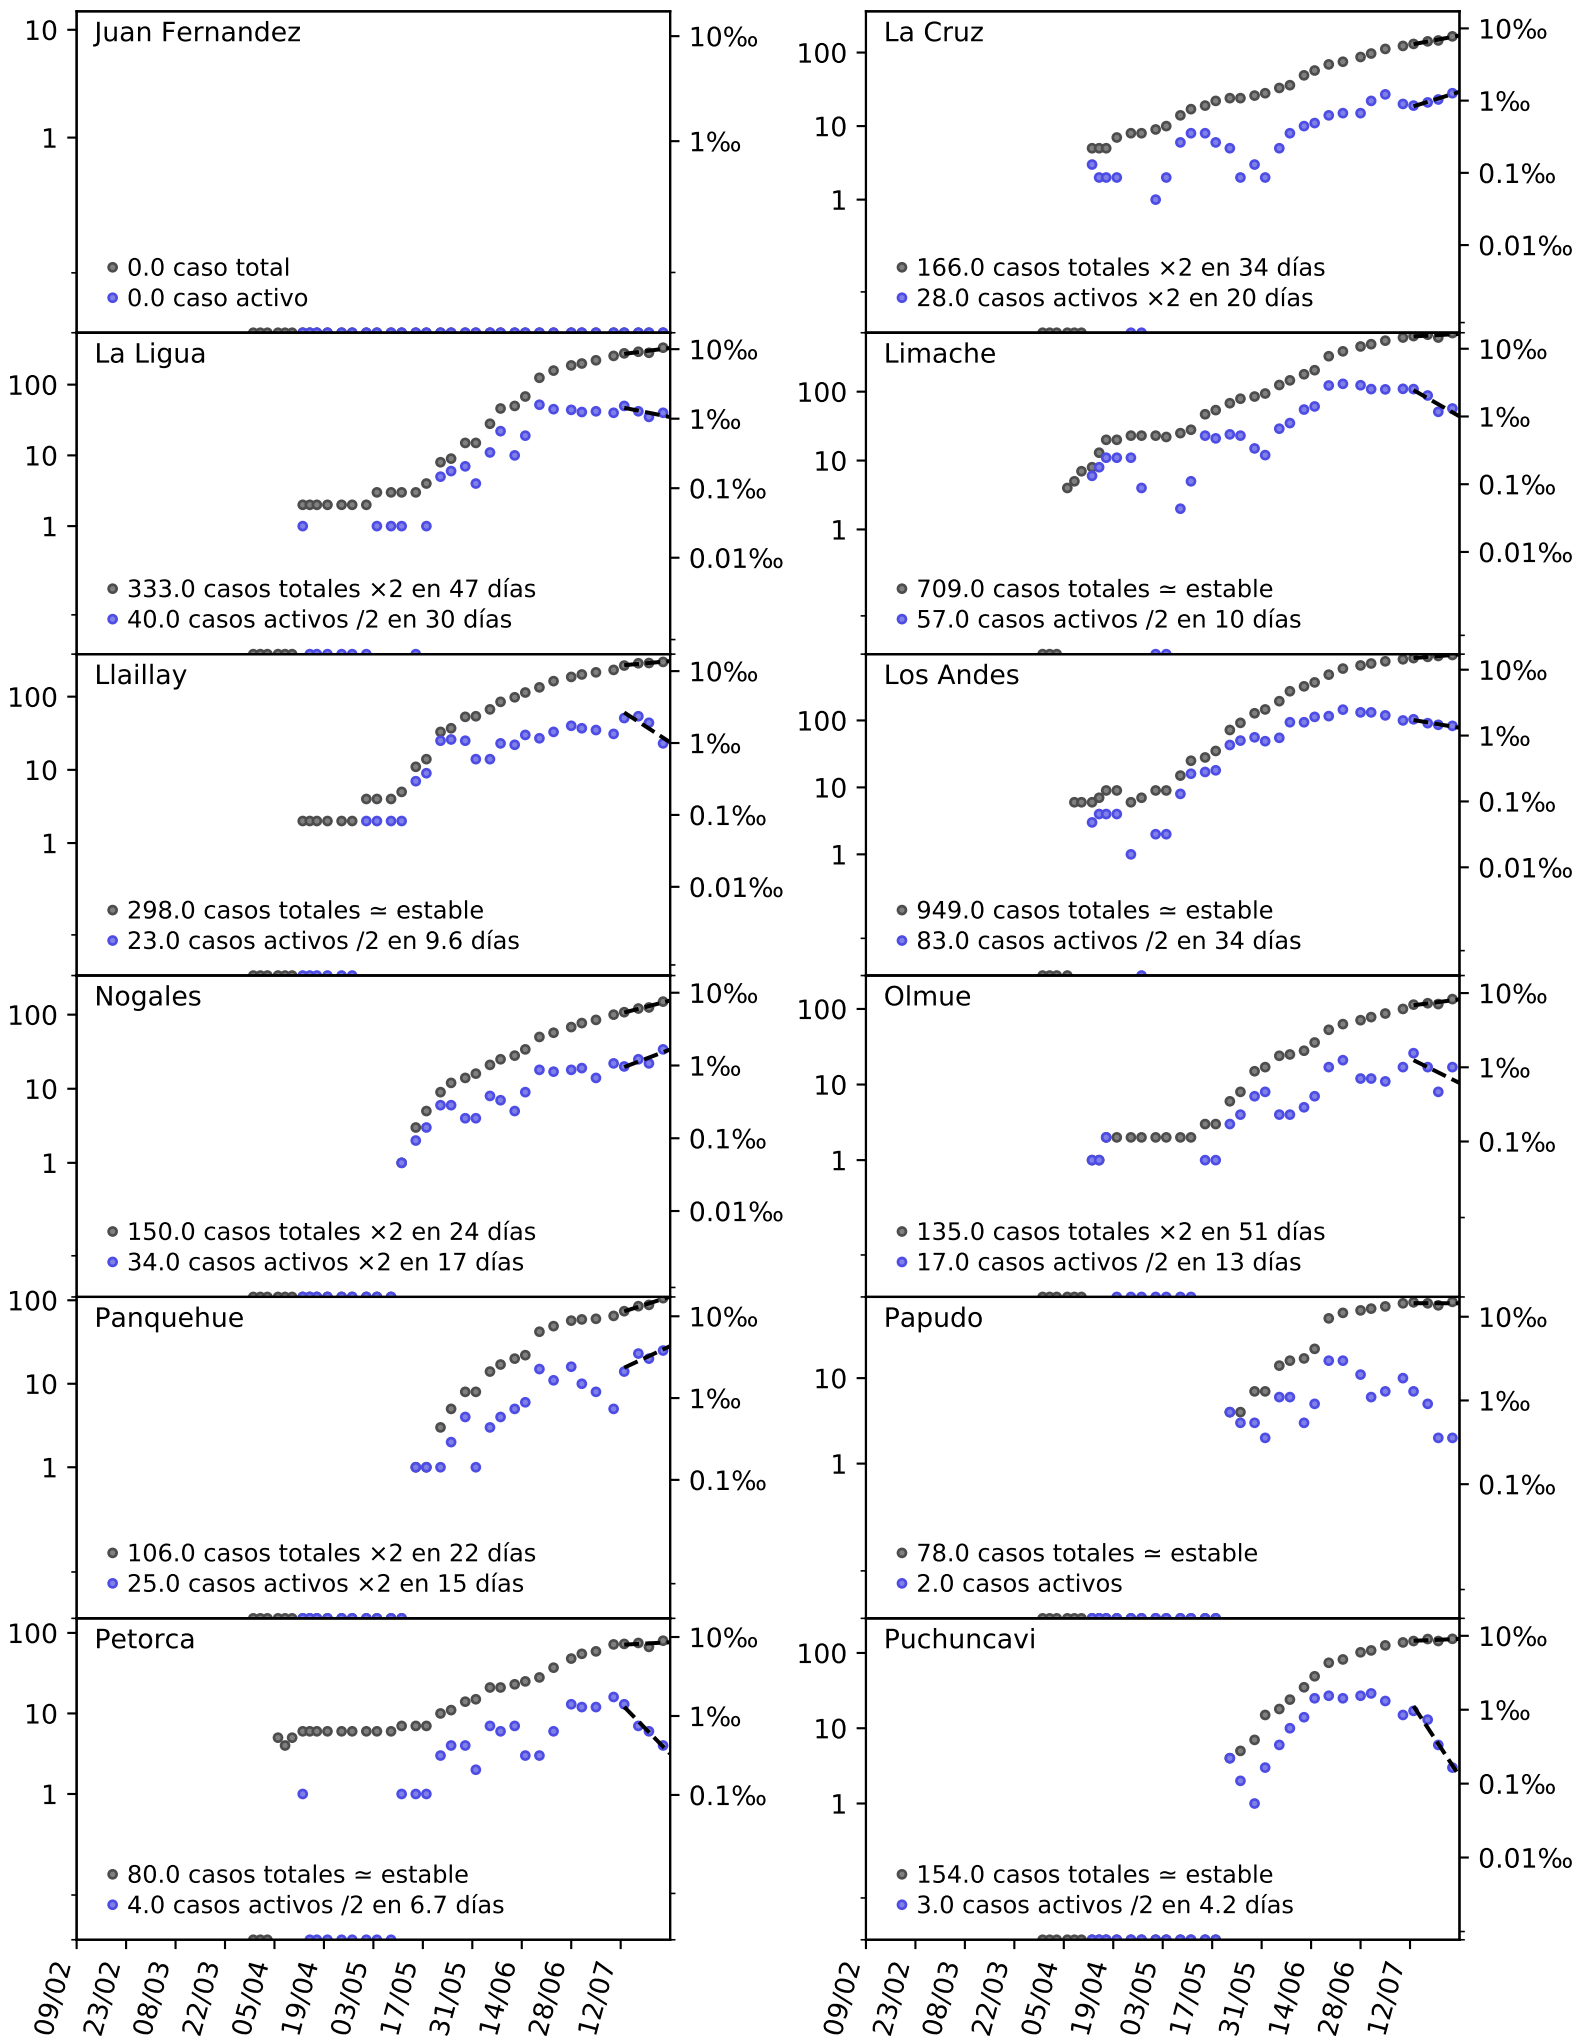 Juan Fernandez
10
1
10‰
1‰
0.0 caso total
0.0 caso activo
La Cruz
100
10
1
10‰
1‰
0.1‰
0.01‰
166.0 casos totales ×2 en 34 días
28.0 casos activos ×2 en 20 días
La Ligua
100
10
1
10‰
1‰
0.1‰
0.01‰
333.0 casos totales ×2 en 47 días
40.0 casos activos /2 en 30 días
Limache
100
10
1
10‰
1‰
0.1‰
0.01‰
709.0 casos totales ≃ estable
57.0 casos activos /2 en 10 días
Llaillay
100
10
1
10‰
1‰
0.1‰
0.01‰
298.0 casos totales ≃ estable
23.0 casos activos /2 en 9.6 días
Los Andes
100
10
1
10‰
1‰
0.1‰
0.01‰
949.0 casos totales ≃ estable
83.0 casos activos /2 en 34 días
Nogales
100
10
1
10‰
1‰
0.1‰
0.01‰
150.0 casos totales ×2 en 24 días
34.0 casos activos ×2 en 17 días
Olmue
100
10
1
10‰
1‰
0.1‰
135.0 casos totales ×2 en 51 días
17.0 casos activos /2 en 13 días
Panquehue
100
10
1
10‰
1‰
0.1‰
106.0 casos totales ×2 en 22 días
25.0 casos activos ×2 en 15 días
Papudo
10
1
10‰
1‰
0.1‰
78.0 casos totales ≃ estable
2.0 casos activos
Petorca
100
10
1
10‰
1‰
0.1‰
80.0 casos totales ≃ estable
4.0 casos activos /2 en 6.7 días
Puchuncavi
100
10
1
10‰
1‰
0.1‰
0.01‰
154.0 casos totales ≃ estable
3.0 casos activos /2 en 4.2 días
09/02 23/02 08/03 22/03 05/04 19/04 03/05 17/05 31/05 14/06 28/06 12/07
09/02 23/02 08/03 22/03 05/04 19/04 03/05 17/05 31/05 14/06 28/06 12/07